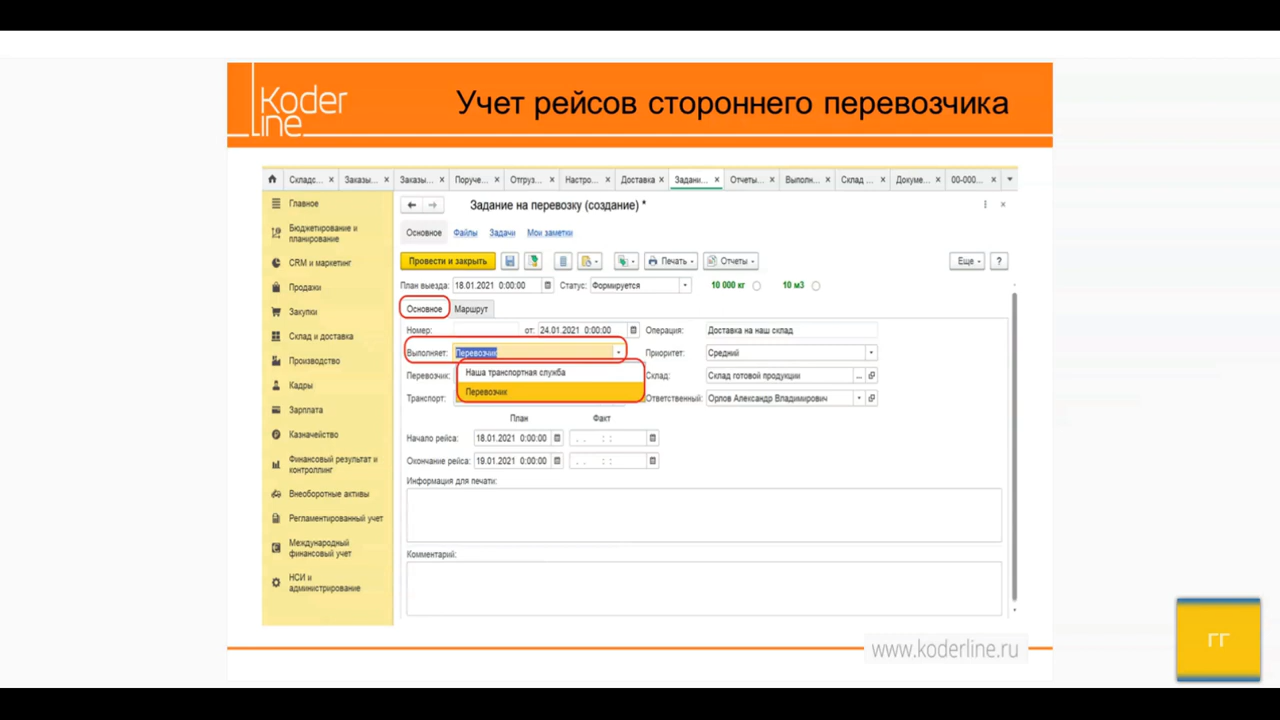 Koder
line
Учет рейсов стороннего перевозчика
Складс... × Заказы... × Заказы... × Поруче... × Отгруз... × Настро... × Доставка × Задани... × Отчеты... × Выполн... × Склад ... × Докуме... × 00-000... ×
Главное
Бюджетирование и
планирование
CRM и маркетинг
Продажи
Закупки
Склад и доставка
Производство
Кадры
Зарплата
Казначейство
Финансовый результат и
контроллинг
Внеоборотные активы
Регламентированный учет
Международный
финансовый учет
НСИ и
администрирование
Задание на перевозку (создание) *
Основное Файлы Задачи Мои заметки
Провести и закрыть Печать Отчеты Еще ?
План выезда: 18.01.2021 0:00:00 Статус: Формируется 10 000 кг 10 м3
Основное Маршрут
Номер: от: 24.01.2021 0:00:00 Операция: Доставка на наш склад
Выполняет: Перевозчик Приоритет: Средний
Наша транспортная служба
Перевозчик: Склад: Склад готовой продукции
Перевозчик
Транспорт: Ответственный: Орлов Александр Владимирович
План Факт
Начало рейса: 18.01.2021 0:00:00 . . : :
Окончание рейса: 19.01.2021 0:00:00 . . : :
Информация для печати:
Комментарий:
www.koderline.ru
ГГ